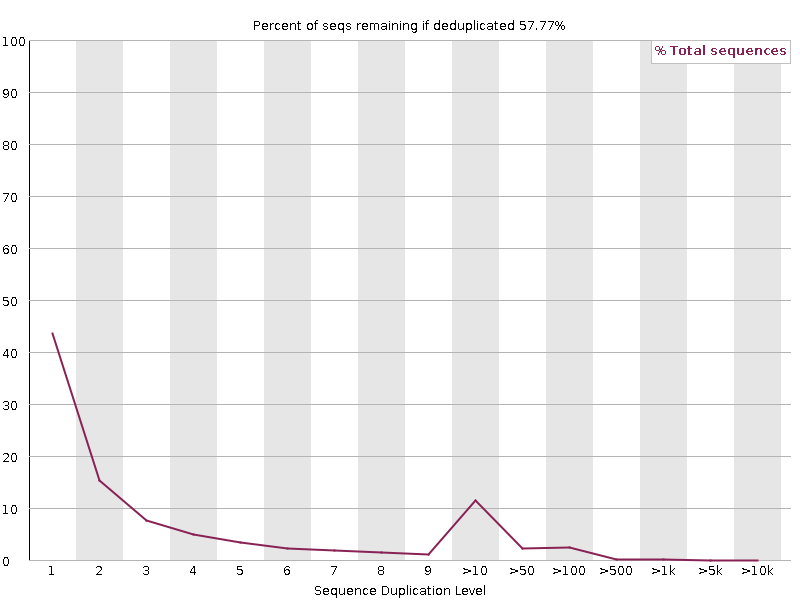 Percent of seqs remaining if deduplicated 57.77%
% Total sequences
100
90
80
70
60
50
40
30
20
10
0
1 2 3 4 5 6 7 8 9 >10 >50 >100 >500 >1k >5k >10k
Sequence Duplication Level